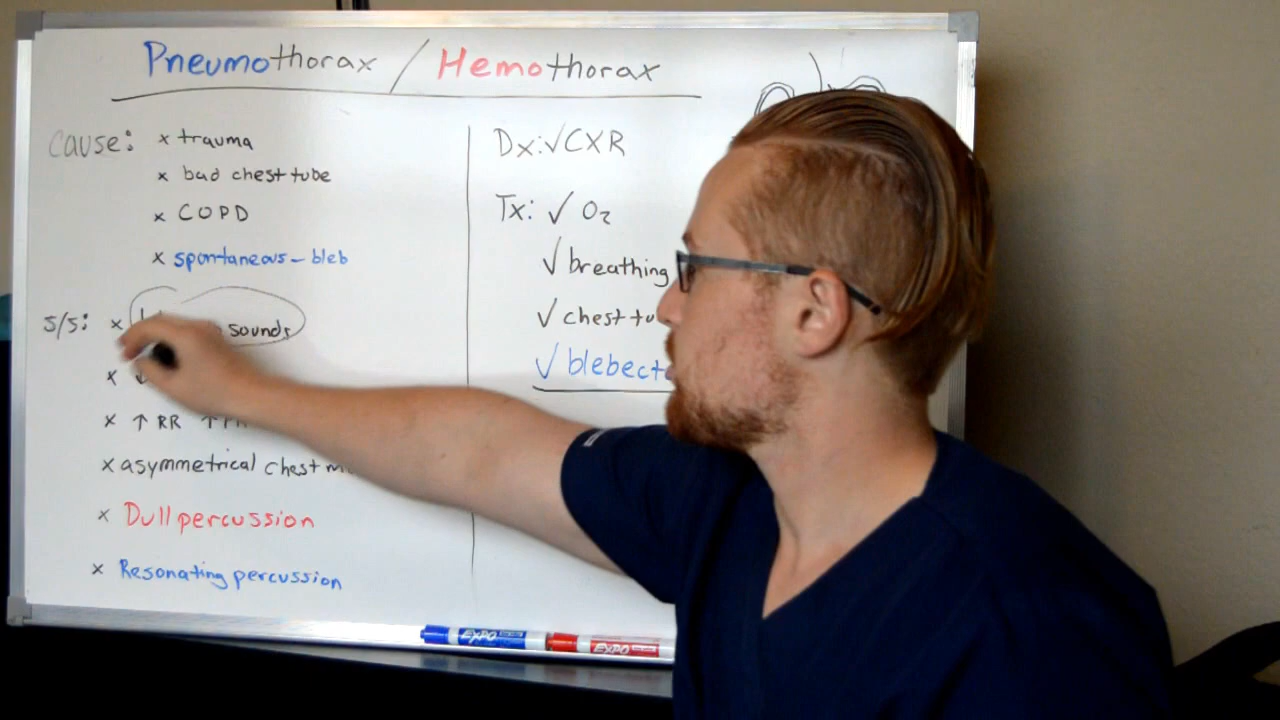 Pneumothorax / Hemothorax
cause: x trauma
x bad chest tube
x COPD
x spontaneous - bleb
s/s: x sounds
x ↓
x ↑ RR ↑
x asymmetrical chest
x Dull percussion
x Resonating percussion
Dx: √ CXR
Tx: √ O2
√ breathing
√ chest
√
EXPO
EXPO